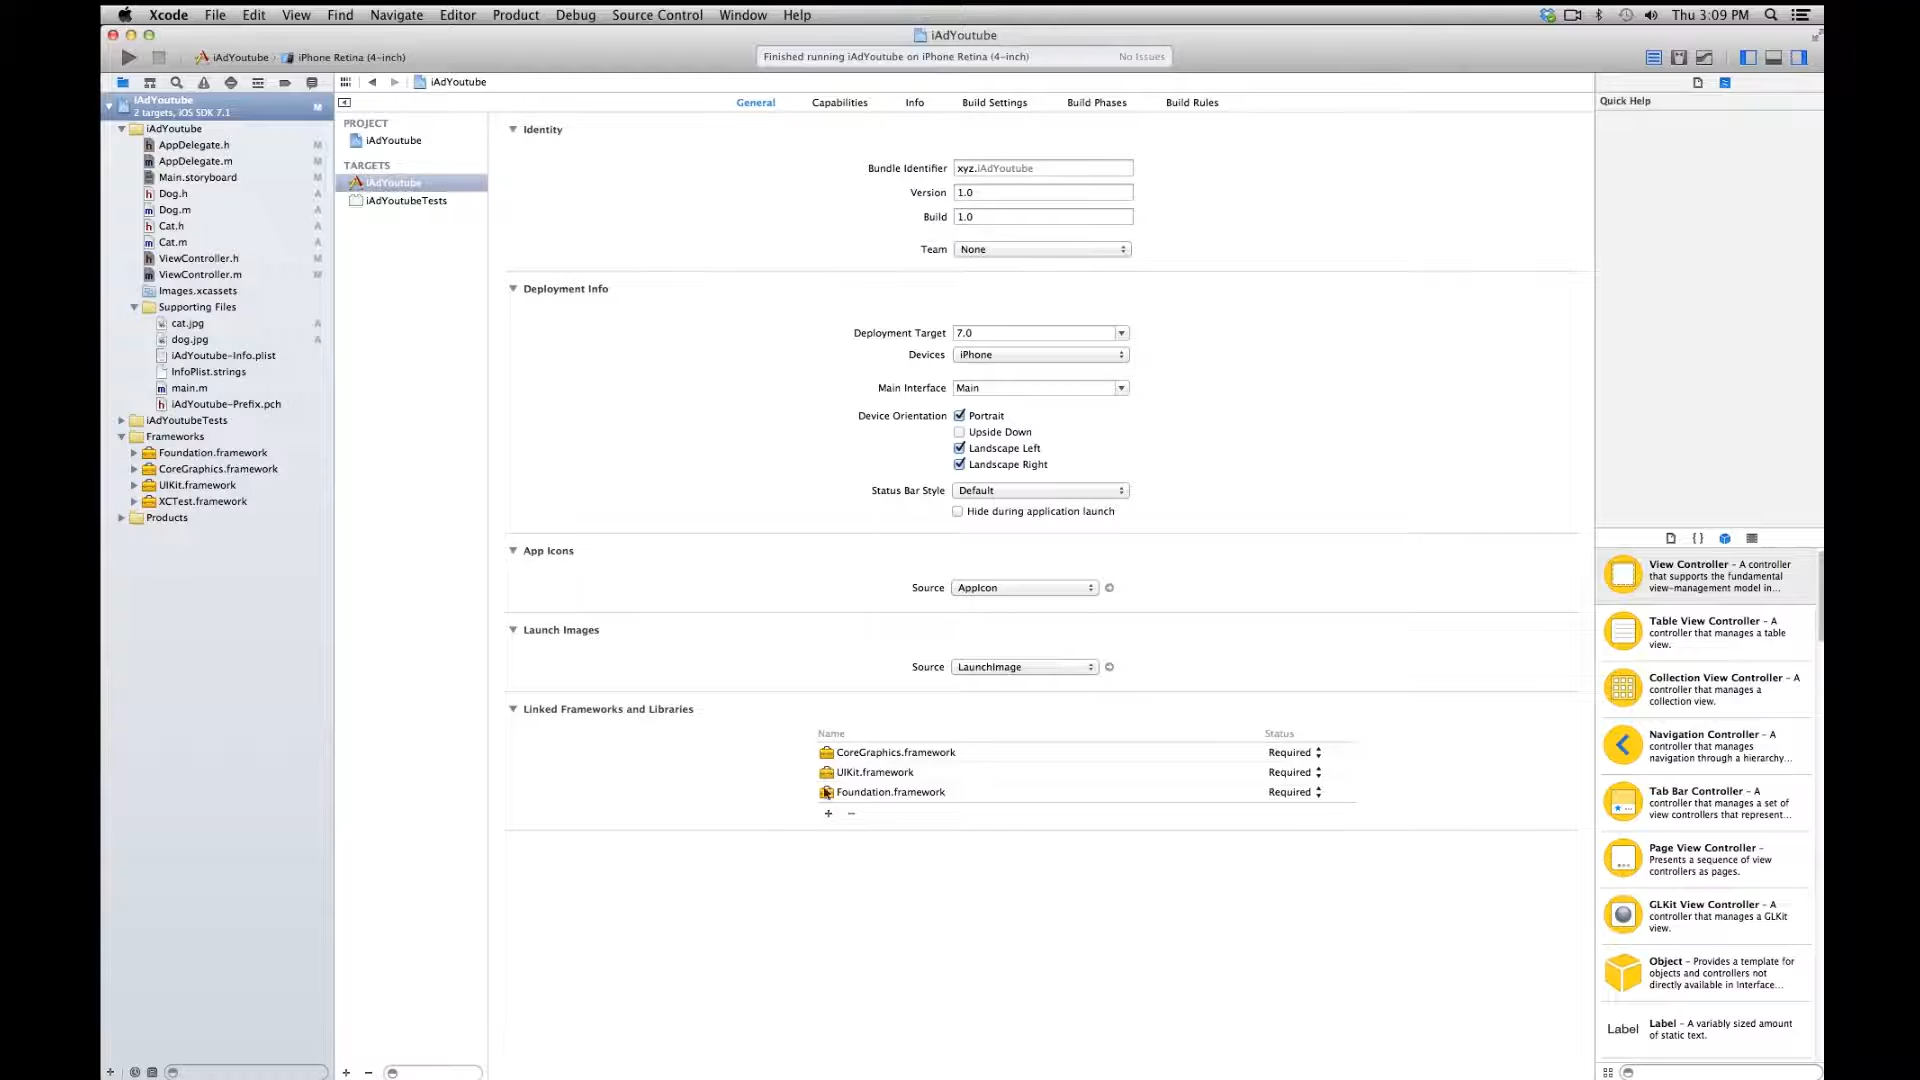 Xcode File Edit View Find Navigate Editor Product Debug Source Control Window Help Thu 3:09 PM
iAdYoutube
iAdYoutube iPhone Retina (4-inch)
Finished running iAdYoutube on iPhone Retina (4-inch) No Issues
iAdYoutube
Quick Help
iAdYoutube M
2 targets, iOS SDK 7.1
iAdYoutube
AppDelegate.h M
AppDelegate.m M
Main.storyboard M
Dog.h A
Dog.m A
Cat.h A
Cat.m A
ViewController.h M
ViewController.m M
Images.xcassets
Supporting Files
cat.jpg A
dog.jpg A
iAdYoutube-Info.plist
InfoPlist.strings
main.m
iAdYoutube-Prefix.pch
iAdYoutubeTests
Frameworks
Foundation.framework
CoreGraphics.framework
UIKit.framework
XCTest.framework
Products
PROJECT
iAdYoutube
TARGETS
iAdYoutube
iAdYoutubeTests
General Capabilities Info Build Settings Build Phases Build Rules
Identity
Bundle Identifier xyz.iAdYoutube
Version 1.0
Build 1.0
Team None
Deployment Info
Deployment Target 7.0
Devices iPhone
Main Interface Main
Device Orientation Portrait
Upside Down
Landscape Left
Landscape Right
Status Bar Style Default
Hide during application launch
App Icons
Source AppIcon
Launch Images
Source LaunchImage
Linked Frameworks and Libraries
Name Status
CoreGraphics.framework Required
UIKit.framework Required
Foundation.framework Required
+ −
View Controller - A controller
that supports the fundamental
view-management model in...
Table View Controller - A
controller that manages a table
view.
Collection View Controller - A
controller that manages a
collection view.
Navigation Controller - A
controller that manages
navigation through a hierarchy...
Tab Bar Controller - A
controller that manages a set of
view controllers that represent...
Page View Controller -
Presents a sequence of view
controllers as pages.
GLKit View Controller - A
controller that manages a GLKit
view.
Object - Provides a template for
objects and controllers not
directly available in Interface...
Label Label - A variably sized amount
of static text.